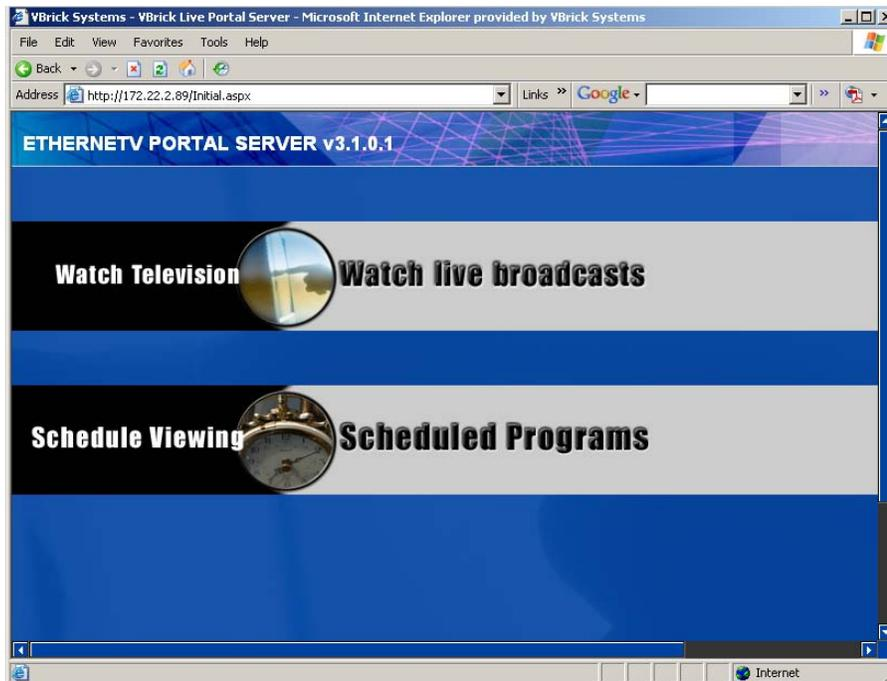 VBrick Systems - VBrick Live Portal Server - Microsoft Internet Explorer provided by VBrick Systems
File Edit View Favorites Tools Help
Back
Address http://172.22.2.89/Initial.aspx Links » Google »
ETHERNETV PORTAL SERVER v3.1.0.1
Watch Television Watch live broadcasts
Schedule Viewing Scheduled Programs
Internet